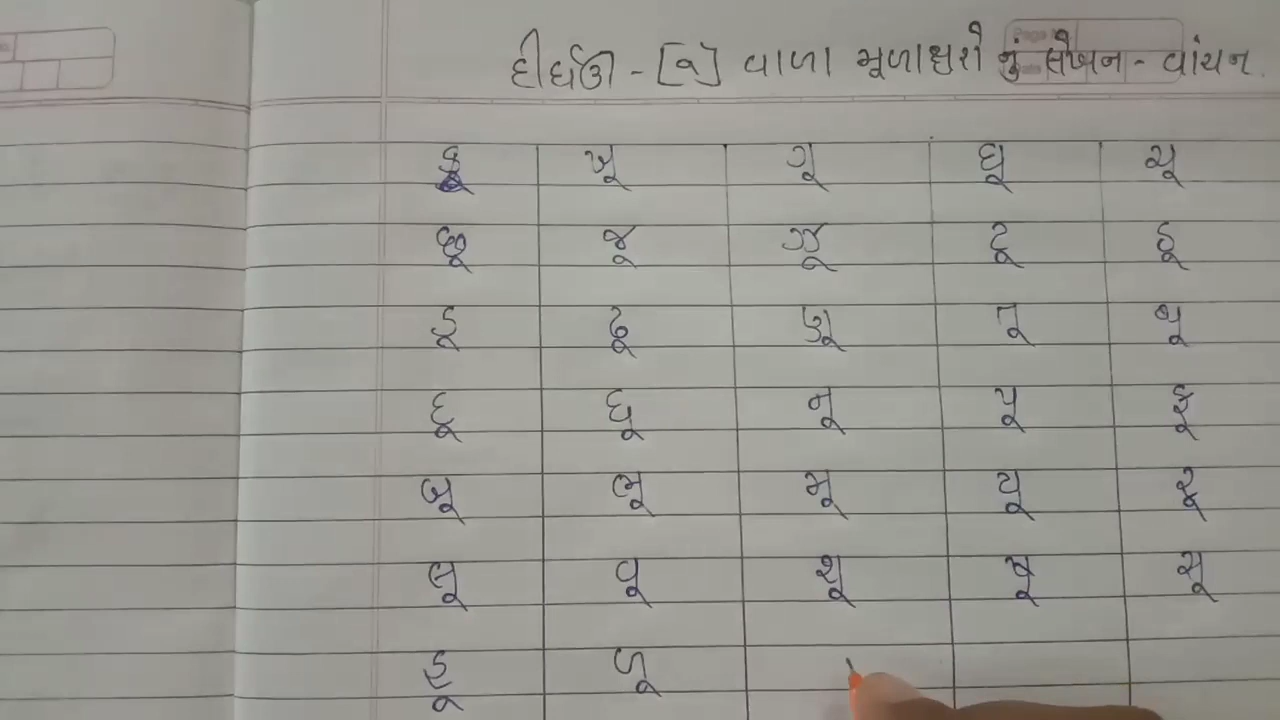 દીર્ઘઊ - [ૂ] વાળા મૂળાક્ષરો નું લેખન - વાંચન.
કૂ ખૂ ગૂ ઘૂ ચૂ
છૂ જૂ ઝૂ ટૂ ઠૂ
ડૂ ઢૂ ણૂ તૂ થૂ
દૂ ધૂ નૂ પૂ ફૂ
બૂ ભૂ મૂ યૂ રૂ
લૂ વૂ શૂ ષૂ સૂ
હૂ ળૂ